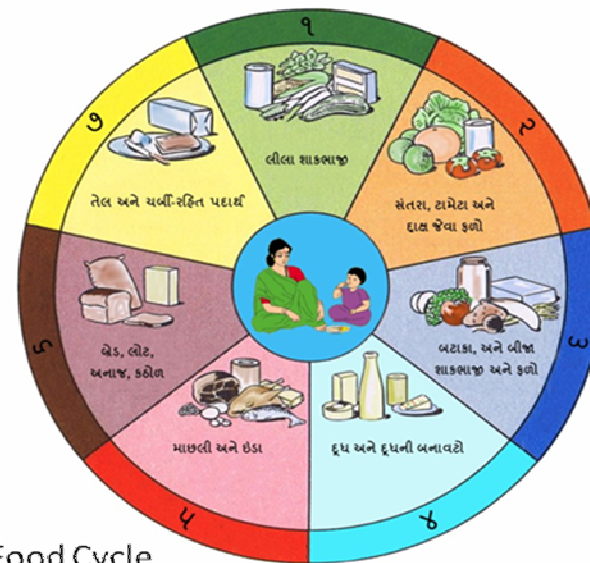 ૧
લીલા શાકભાજી
૨
સંતરા, ટામેટા અને
દ્રાક્ષ જેવા ફળો
૩
બટાકા, અને બીજા
શાકભાજી અને ફળો
૪
દૂધ અને દૂધની બનાવટો
૫
માછલી અને ઇંડા
૬
બ્રેડ, લોટ,
અનાજ, કઠોળ
૭
તેલ અને ચર્બી-રહિત પદાર્થ
Food Cycle